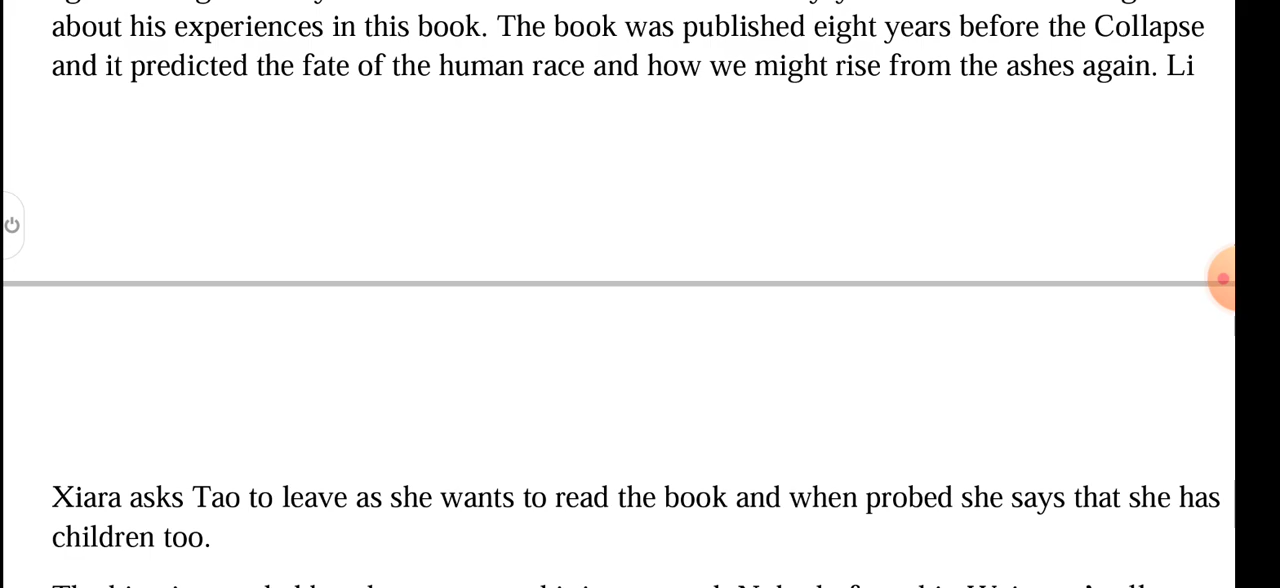 about his experiences in this book. The book was published eight years before the Collapse
and it predicted the fate of the human race and how we might rise from the ashes again. Li
Xiara asks Tao to leave as she wants to read the book and when probed she says that she has
children too.